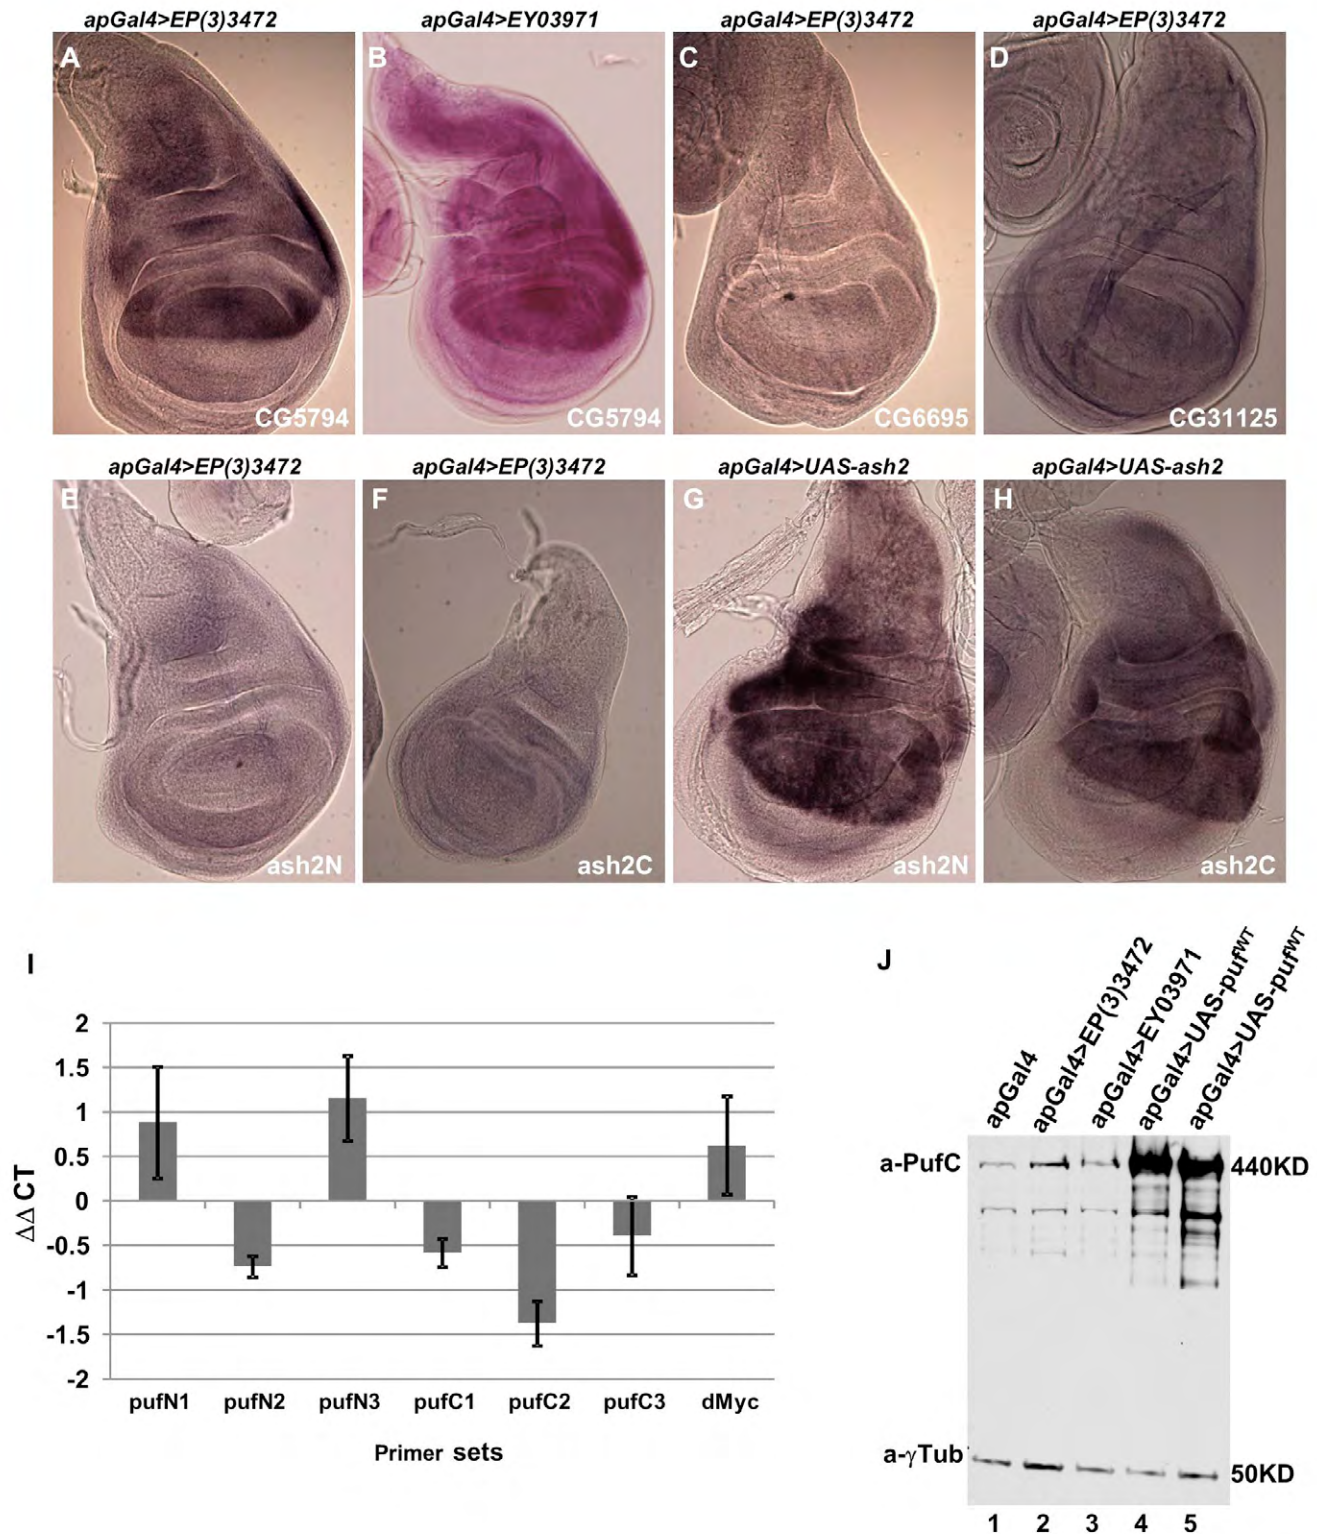 apGal4>EP(3)3472 apGal4>EY03971 apGal4>EP(3)3472 apGal4>EP(3)3472
A B C D
CG5794 CG5794 CG6695 CG31125
apGal4>EP(3)3472 apGal4>EP(3)3472 apGal4>UAS-ash2 apGal4>UAS-ash2
E F G H
ash2N ash2C ash2N ash2C
I
2
1.5
1
0.5
0
-0.5
-1
-1.5
-2
ΔΔ CT
pufN1 pufN2 pufN3 pufC1 pufC2 pufC3 dMyc
Primer sets
J
apGal4
apGal4>EP(3)3472
apGal4>EY03971
apGal4>UAS-pufWT
apGal4>UAS-pufWT
a-PufC 440KD
a-γTub 50KD
1 2 3 4 5